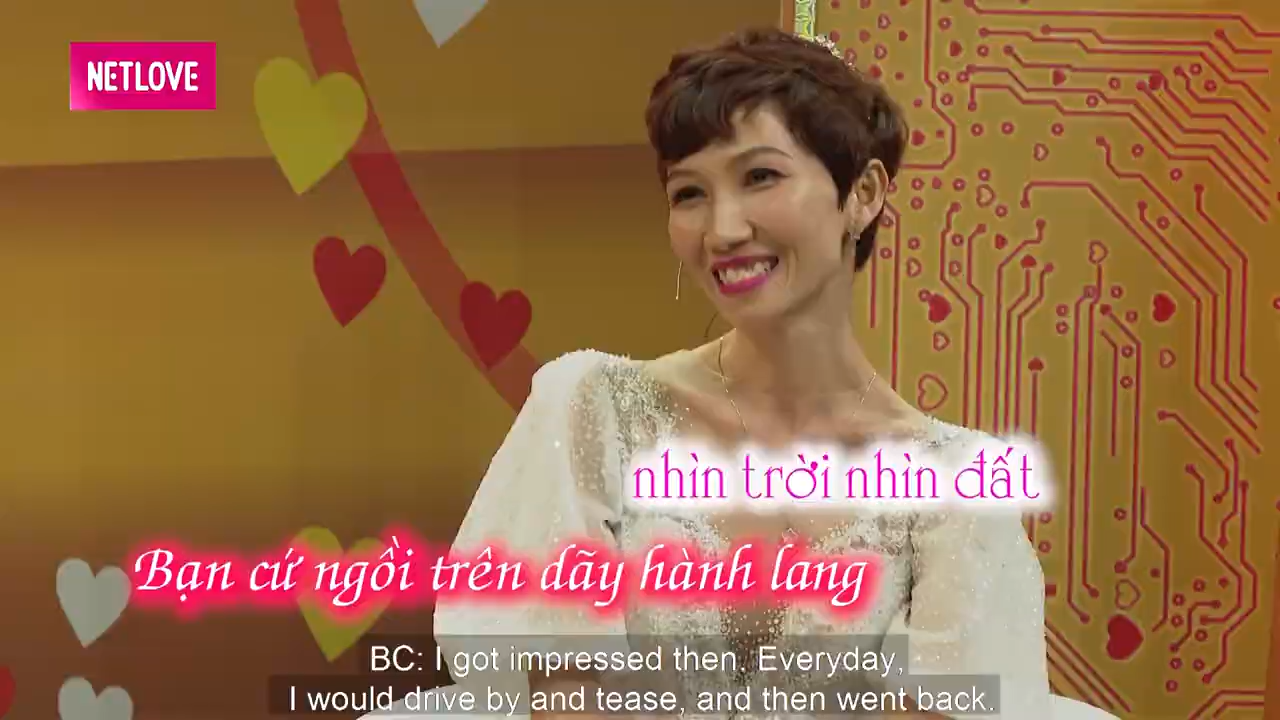 NETLOVE
nhìn trời nhìn đất
Bạn cứ ngồi trên dãy hành lang
BC: I got impressed then. Everyday,
I would drive by and tease, and then went back.